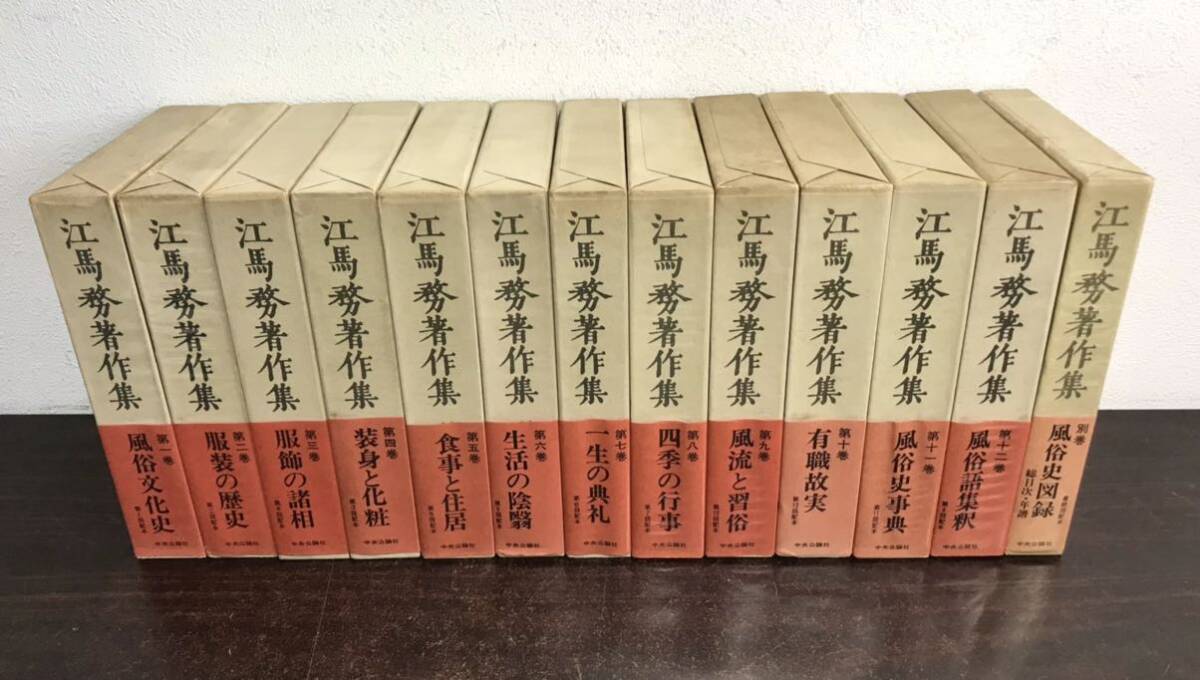 江馬務著作集
第一巻
風俗文化史
江馬務著作集
第二巻
服装の歴史
中央公論社
江馬務著作集
第三巻
服飾の諸相
中央公論社
江馬務著作集
第四巻
装身と化粧
中央公論社
江馬務著作集
第五巻
食事と住居
中央公論社
江馬務著作集
第六巻
生活の陰翳
中央公論社
江馬務著作集
第七巻
一生の典礼
中央公論社
江馬務著作集
第八巻
四季の行事
中央公論社
江馬務著作集
第九巻
風流と習俗
中央公論社
江馬務著作集
第十巻
有職故実
中央公論社
江馬務著作集
第十一巻
風俗史事典
中央公論社
江馬務著作集
第十二巻
風俗語集釈
中央公論社
江馬務著作集
別巻
風俗史図録
総目次・年譜
中央公論社